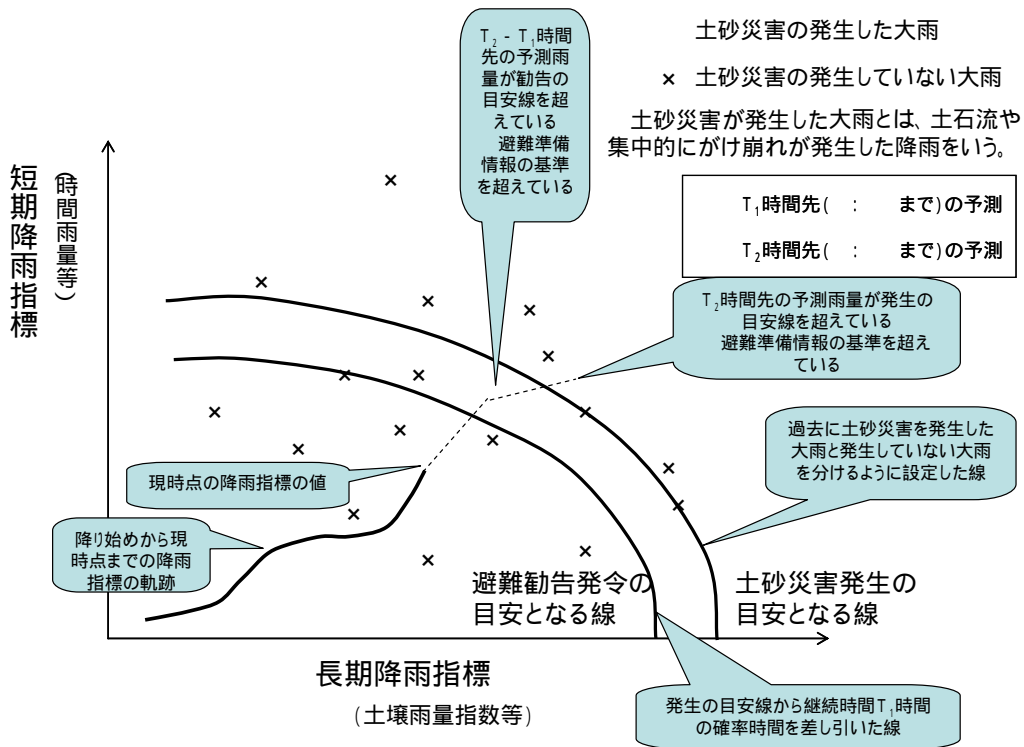 T₂ - T₁時間
先の予測雨
量が勧告の
目安線を超
えている
避難準備
情報の基準
を超えている
土砂災害の発生した大雨
× 土砂災害の発生していない大雨
土砂災害が発生した大雨とは、土石流や
集中的にがけ崩れが発生した降雨をいう。
T₁時間先( : まで)の予測
T₂時間先( : まで)の予測
短期降雨指標
(時間雨量等)
T₂時間先の予測雨量が発生の
目安線を超えている
避難準備情報の基準を超え
ている
過去に土砂災害を発生した
大雨と発生していない大雨
を分けるように設定した線
現時点の降雨指標の値
降り始めから現
時点までの降雨
指標の軌跡
避難勧告発令の
目安となる線
土砂災害発生の
目安となる線
長期降雨指標
(土壌雨量指数等)
発生の目安線から継続時間T₁時間
の確率時間を差し引いた線